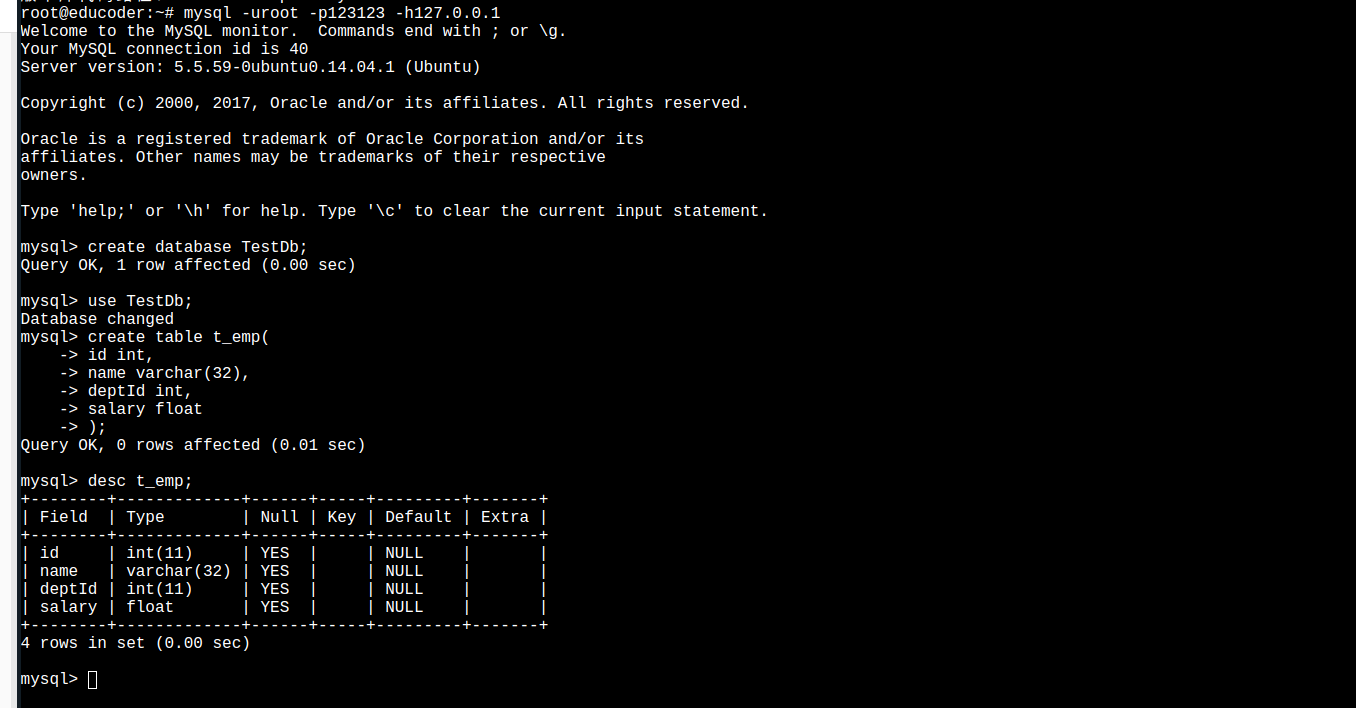 root@educoder:~# mysql -uroot -p123123 -h127.0.0.1
Welcome to the MySQL monitor.  Commands end with ; or \g.
Your MySQL connection id is 40
Server version: 5.5.59-0ubuntu0.14.04.1 (Ubuntu)
Copyright (c) 2000, 2017, Oracle and/or its affiliates. All rights reserved.
Oracle is a registered trademark of Oracle Corporation and/or its
affiliates. Other names may be trademarks of their respective
owners.
Type 'help;' or '\h' for help. Type '\c' to clear the current input statement.
mysql> create database TestDb;
Query OK, 1 row affected (0.00 sec)
mysql> use TestDb;
Database changed
mysql> create table t_emp(
    -> id int,
    -> name varchar(32),
    -> deptId int,
    -> salary float
    -> );
Query OK, 0 rows affected (0.01 sec)
mysql> desc t_emp;
+--------+-------------+------+-----+---------+-------+
| Field  | Type        | Null | Key | Default | Extra |
+--------+-------------+------+-----+---------+-------+
| id     | int(11)     | YES  |     | NULL    |       |
| name   | varchar(32) | YES  |     | NULL    |       |
| deptId | int(11)     | YES  |     | NULL    |       |
| salary | float       | YES  |     | NULL    |       |
+--------+-------------+------+-----+---------+-------+
4 rows in set (0.00 sec)
mysql>